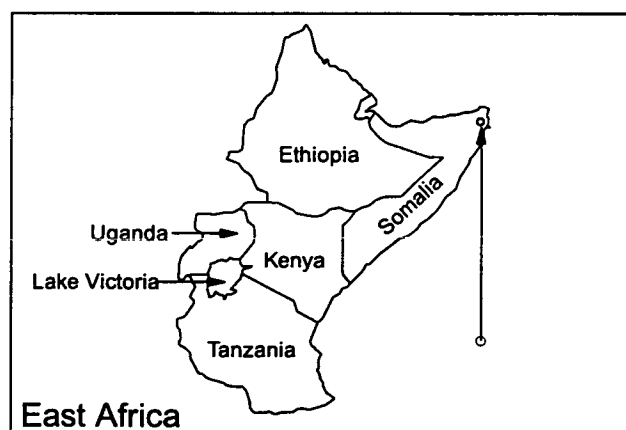 Ethiopia
Somalia
Uganda
Kenya
Lake Victoria
Tanzania
East Africa